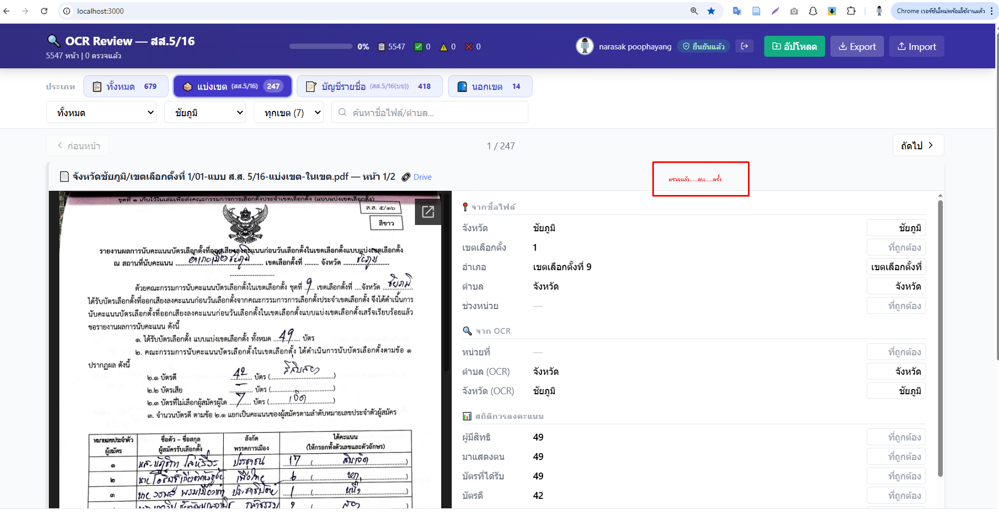 localhost:3000
Chrome เวอร์ชันใหม่พร้อมใช้งานแล้ว
OCR Review — สส.5/16
5547 หน้า | 0 ตรวจแล้ว
0% 5547 0 0 0
narasak poophayang ยืนยันแล้ว อัปโหลด Export Import
ประเภท ทั้งหมด 679 แบ่งเขต (สส.5/16) 247 บัญชีรายชื่อ (สส.5/16(บช)) 418 นอกเขต 14
ทั้งหมด ชัยภูมิ ทุกเขต (7) ค้นหาชื่อไฟล์/ตำบล...
ก่อนหน้า 1 / 247 ถัดไป
จังหวัดชัยภูมิ/เขตเลือกตั้งที่ 1/01-แบบ ส.ส. 5/16-แบ่งเขต-ในเขต.pdf — หน้า 1/2 Drive
ตรวจแล้ว.....คน.....ครั้ง
ชุดที่ ๑ เก็บไว้ในเล่มเพื่อส่งคณะกรรมการการเลือกตั้งประจำเขตเลือกตั้ง (แบบแบ่งเขตเลือกตั้ง)
ส.ส. ๕/๑๖
สีขาว
รายงานผลการนับคะแนนบัตรเลือกตั้งที่ออกเสียงลงคะแนนก่อนวันเลือกตั้งในเขตเลือกตั้งแบบแบ่งเขตเลือกตั้ง
ณ สถานที่นับคะแนน อำเภอเมืองชัยภูมิ เขตเลือกตั้งที่ ........ จังหวัด ชัยภูมิ
ด้วยคณะกรรมการนับคะแนนบัตรเลือกตั้งในเขตเลือกตั้ง ชุดที่ 9 เขตเลือกตั้งที่ ....จังหวัด ชัยภูมิ
ได้รับบัตรเลือกตั้งที่ออกเสียงลงคะแนนก่อนวันเลือกตั้งจากคณะกรรมการการเลือกตั้งประจำเขตเลือกตั้ง จึงได้ดำเนินการ
นับคะแนนบัตรเลือกตั้งที่ออกเสียงลงคะแนนก่อนวันเลือกตั้งในเขตเลือกตั้งแบบแบ่งเขตเลือกตั้งเสร็จเรียบร้อยแล้ว
ขอรายงานผลการนับคะแนน ดังนี้
๑. ได้รับบัตรเลือกตั้ง แบบแบ่งเขตเลือกตั้ง ทั้งหมด 49 บัตร
๒. คณะกรรมการนับคะแนนบัตรเลือกตั้งในเขตเลือกตั้ง ได้ดำเนินการนับบัตรเลือกตั้งตามข้อ ๑
ปรากฏผล ดังนี้
๒.๑ บัตรดี 42 บัตร (สี่สิบสอง)
๒.๒ บัตรเสีย - บัตร (....................)
๒.๓ บัตรที่ไม่เลือกผู้สมัครผู้ใด 7 บัตร (เจ็ด)
๓. จำนวนบัตรดี ตามข้อ ๒.๑ แยกเป็นคะแนนของผู้สมัครตามลำดับหมายเลขประจำตัวผู้สมัคร
หมายเลขประจำตัว ชื่อตัว – ชื่อสกุล สังกัด ได้คะแนน
ผู้สมัคร ผู้สมัครรับเลือกตั้ง พรรคการเมือง (ให้กรอกทั้งตัวเลขและตัวอักษร)
๑ ประชาชน 17 (สิบเจ็ด)
๒ เพื่อไทย 6 (หก)
๓ ประชาธิปัตย์ 1 (หนึ่ง)
จากชื่อไฟล์
จังหวัด ชัยภูมิ ชัยภูมิ
เขตเลือกตั้ง 1 ที่ถูกต้อง
อำเภอ เขตเลือกตั้งที่ 9 เขตเลือกตั้งที่
ตำบล จังหวัด จังหวัด
ช่วงหน่วย — ที่ถูกต้อง
จาก OCR
หน่วยที่ — ที่ถูกต้อง
ตำบล (OCR) จังหวัด จังหวัด
จังหวัด (OCR) ชัยภูมิ ชัยภูมิ
สถิติการลงคะแนน
ผู้มีสิทธิ 49 ที่ถูกต้อง
มาแสดงตน 49 ที่ถูกต้อง
บัตรที่ได้รับ 49 ที่ถูกต้อง
บัตรดี 42 ที่ถูกต้อง